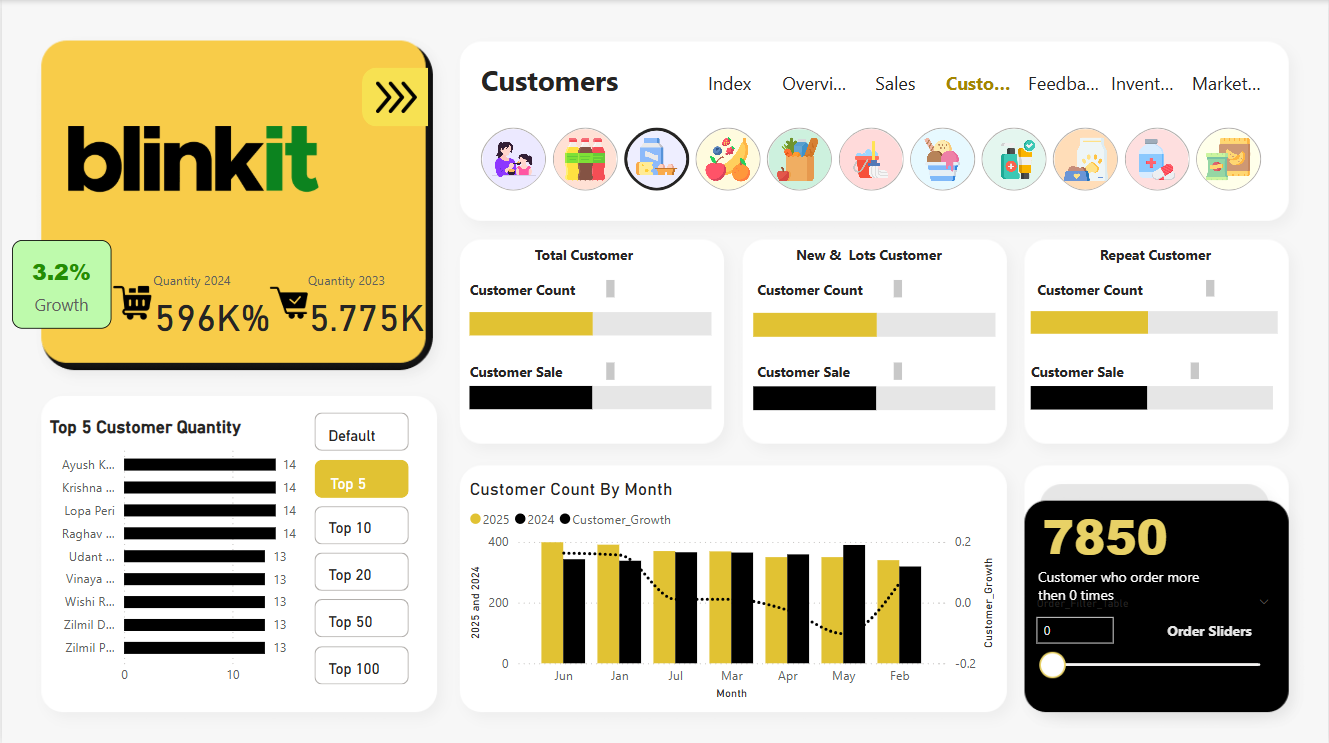 blinkit
3.2%
Growth
Quantity 2024
596K%
Quantity 2023
5.775K
Customers
Index
Overvi...
Sales
Custo...
Feedba...
Invent...
Market...
Total Customer
Customer Count
Customer Sale
New & Lots Customer
Customer Count
Customer Sale
Repeat Customer
Customer Count
Customer Sale
Top 5 Customer Quantity
Ayush K... 14
Krishna ... 14
Lopa Peri 14
Raghav ... 14
Udant ... 13
Vinaya ... 13
Wishi R... 13
Zilmil D... 13
Zilmil P... 13
0 10
Default
Top 5
Top 10
Top 20
Top 50
Top 100
Customer Count By Month
2025 2024 Customer_Growth
2025 and 2024
400
200
0
0.2
0.0
-0.2
Customer_Growth
Jun Jan Jul Mar Apr May Feb
Month
7850
Customer who order more
then 0 times
Order_Filter_Table
0
Order Sliders